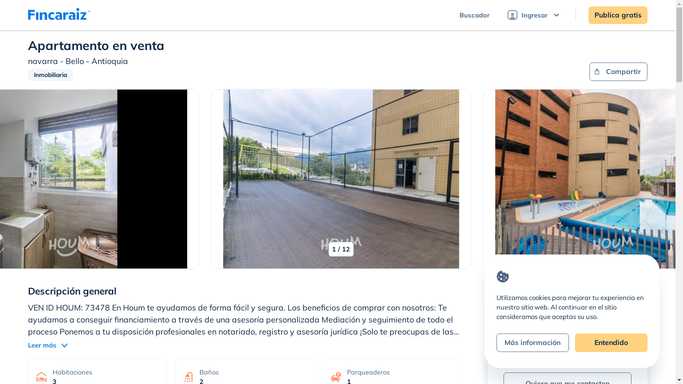 Fincaraiz
Buscador
Ingresar
Publica gratis
Apartamento en venta
navarra - Bello - Antioquia
Inmobiliaria
Compartir
HOUM
HOUM
HOUM
1 / 12
Descripción general
VEN ID HOUM: 73478 En Houm te ayudamos de forma fácil y segura. Los beneficios de comprar con nosotros: Te
ayudamos a conseguir financiamiento a través de una asesoría personalizada Mediación y seguimiento de todo el
proceso Ponemos a tu disposición profesionales en notariado, registro y asesoría jurídica ¡Solo te preocupas de las...
Leer más
Habitaciones
3
Baños
2
Parqueaderos
1
Utilizamos cookies para mejorar tu experiencia en
nuestro sitio web. Al continuar en el sitio
consideramos que aceptas su uso.
Más información
Entendido
Quiero que me contacten